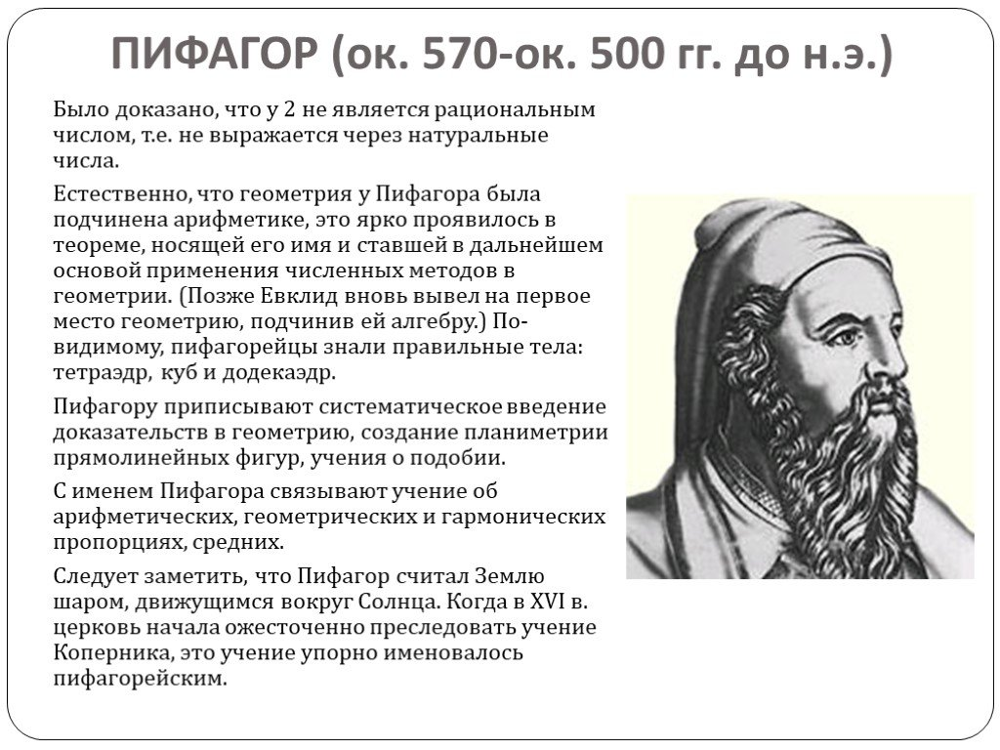 ПИФАГОР (ок. 570-ок. 500 гг. до н.э.)
Было доказано, что у 2 не является рациональным
числом, т.е. не выражается через натуральные
числа.
Естественно, что геометрия у Пифагора была
подчинена арифметике, это ярко проявилось в
теореме, носящей его имя и ставшей в дальнейшем
основой применения численных методов в
геометрии. (Позже Евклид вновь вывел на первое
место геометрию, подчинив ей алгебру.) По-
видимому, пифагорейцы знали правильные тела:
тетраэдр, куб и додекаэдр.
Пифагору приписывают систематическое введение
доказательств в геометрию, создание планиметрии
прямолинейных фигур, учения о подобии.
С именем Пифагора связывают учение об
арифметических, геометрических и гармонических
пропорциях, средних.
Следует заметить, что Пифагор считал Землю
шаром, движущимся вокруг Солнца. Когда в XVI в.
церковь начала ожесточенно преследовать учение
Коперника, это учение упорно именовалось
пифагорейским.